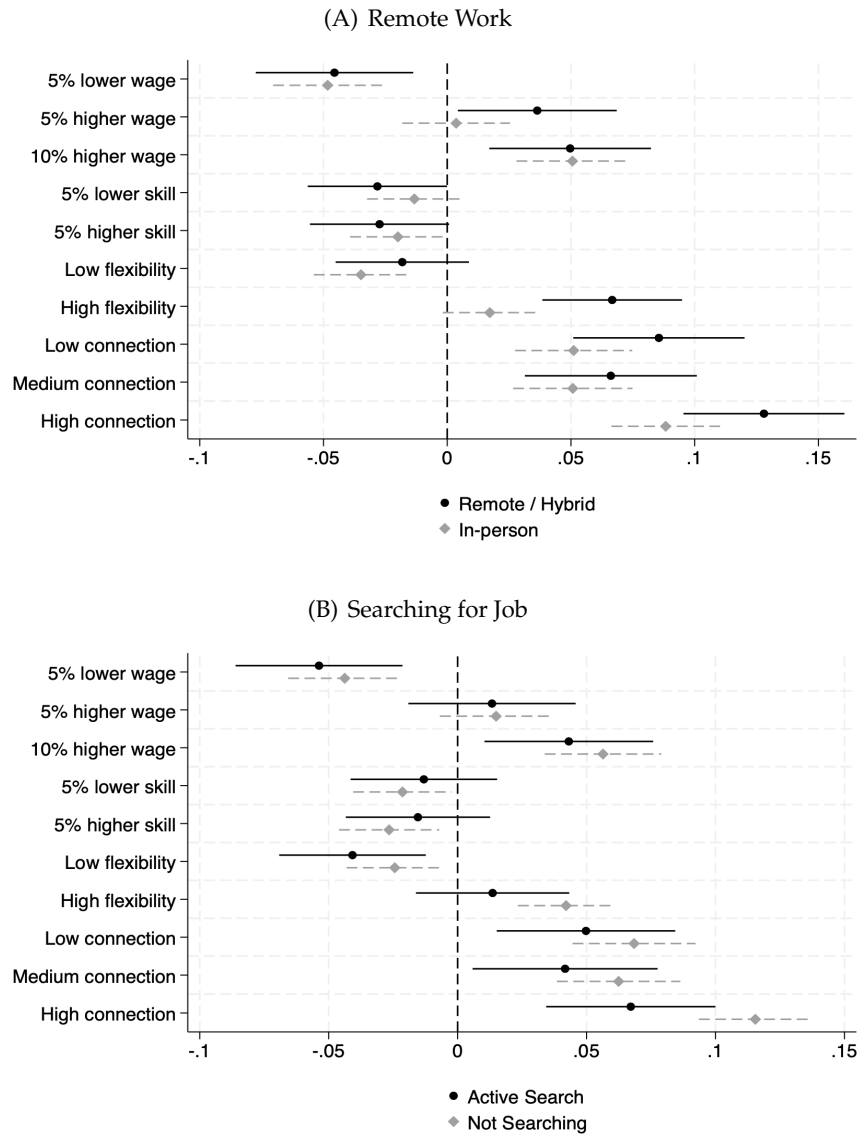 (A) Remote Work
5% lower wage
5% higher wage
10% higher wage
5% lower skill
5% higher skill
Low flexibility
High flexibility
Low connection
Medium connection
High connection
-.1 -.05 0 .05 .1 .15
Remote / Hybrid
In-person
(B) Searching for Job
5% lower wage
5% higher wage
10% higher wage
5% lower skill
5% higher skill
Low flexibility
High flexibility
Low connection
Medium connection
High connection
-.1 -.05 0 .05 .1 .15
Active Search
Not Searching